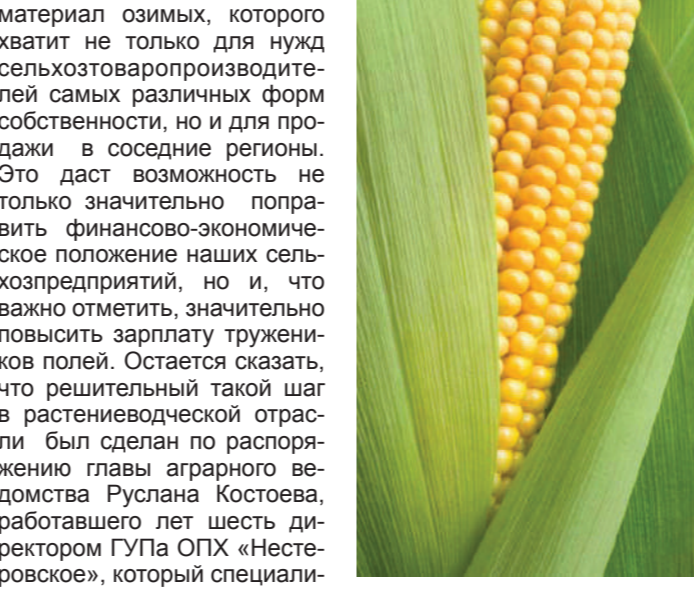 материал озимых, которого
хватит не только для нужд
сельхозтоваропроизводите-
лей самых различных форм
собственности, но и для про-
дажи в соседние регионы.
Это даст возможность не
только значительно попра-
вить финансово-экономиче-
ское положение наших сель-
хозпредприятий, но и, что
важно отметить, значительно
повысить зарплату тружени-
ков полей. Остается сказать,
что решительный такой шаг
в растениеводческой отрас-
ли был сделан по распоря-
жению главы аграрного ве-
домства Руслана Костоева,
работавшего лет шесть ди-
ректором ГУПа ОПХ «Несте-
ровское», который специали-